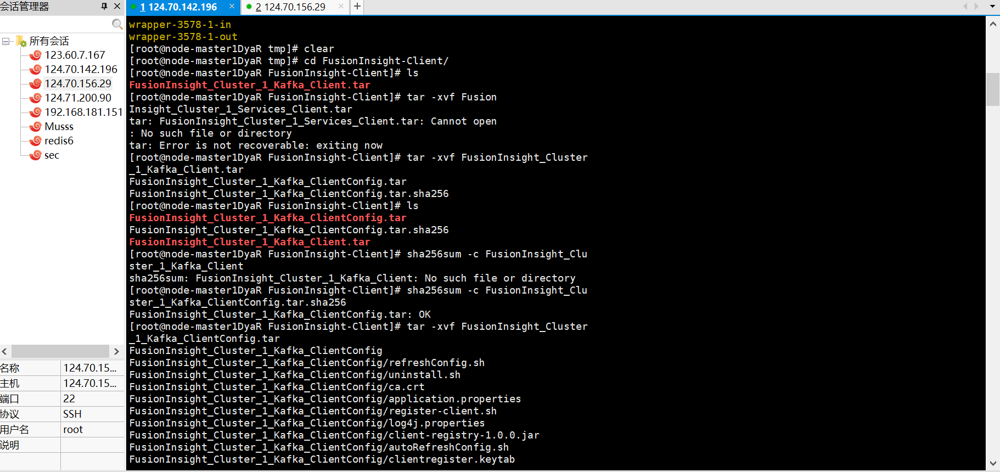 会话管理器
所有会话
123.60.7.167
124.70.142.196
124.70.156.29
124.71.200.90
192.168.181.151
Musss
redis6
sec
名称 124.70.15...
主机 124.70.15...
端口 22
协议 SSH
用户名 root
说明
1 124.70.142.196 ×
2 124.70.156.29 ×
+
wrapper-3578-1-in
wrapper-3578-1-out
[root@node-master1DyaR tmp]# clear
[root@node-master1DyaR tmp]# cd FusionInsight-Client/
[root@node-master1DyaR FusionInsight-Client]# ls
FusionInsight_Cluster_1_Kafka_Client.tar
[root@node-master1DyaR FusionInsight-Client]# tar -xvf Fusion
Insight_Cluster_1_Services_Client.tar
tar: FusionInsight_Cluster_1_Services_Client.tar: Cannot open
: No such file or directory
tar: Error is not recoverable: exiting now
[root@node-master1DyaR FusionInsight-Client]# tar -xvf FusionInsight_Cluster
_1_Kafka_Client.tar
FusionInsight_Cluster_1_Kafka_ClientConfig.tar
FusionInsight_Cluster_1_Kafka_ClientConfig.tar.sha256
[root@node-master1DyaR FusionInsight-Client]# ls
FusionInsight_Cluster_1_Kafka_ClientConfig.tar
FusionInsight_Cluster_1_Kafka_ClientConfig.tar.sha256
FusionInsight_Cluster_1_Kafka_Client.tar
[root@node-master1DyaR FusionInsight-Client]# sha256sum -c FusionInsight_Clu
ster_1_Kafka_Client
sha256sum: FusionInsight_Cluster_1_Kafka_Client: No such file or directory
[root@node-master1DyaR FusionInsight-Client]# sha256sum -c FusionInsight_Clu
ster_1_Kafka_ClientConfig.tar.sha256
FusionInsight_Cluster_1_Kafka_ClientConfig.tar: OK
[root@node-master1DyaR FusionInsight-Client]# tar -xvf FusionInsight_Cluster
_1_Kafka_ClientConfig.tar
FusionInsight_Cluster_1_Kafka_ClientConfig
FusionInsight_Cluster_1_Kafka_ClientConfig/refreshConfig.sh
FusionInsight_Cluster_1_Kafka_ClientConfig/uninstall.sh
FusionInsight_Cluster_1_Kafka_ClientConfig/ca.crt
FusionInsight_Cluster_1_Kafka_ClientConfig/application.properties
FusionInsight_Cluster_1_Kafka_ClientConfig/register-client.sh
FusionInsight_Cluster_1_Kafka_ClientConfig/log4j.properties
FusionInsight_Cluster_1_Kafka_ClientConfig/client-registry-1.0.0.jar
FusionInsight_Cluster_1_Kafka_ClientConfig/autoRefreshConfig.sh
FusionInsight_Cluster_1_Kafka_ClientConfig/clientregister.keytab